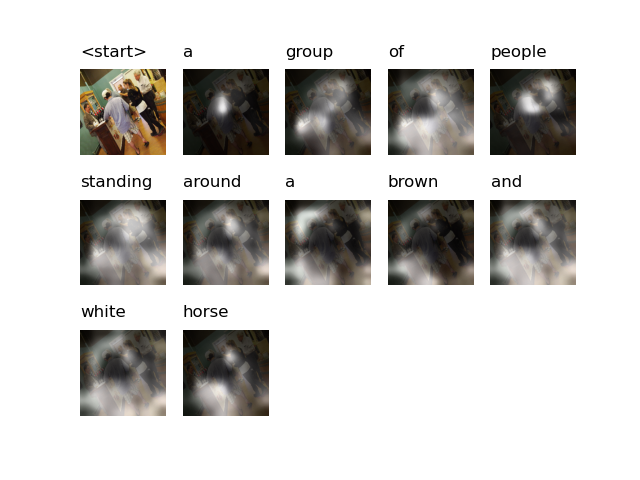 <start> a group of people
standing around a brown and
white horse